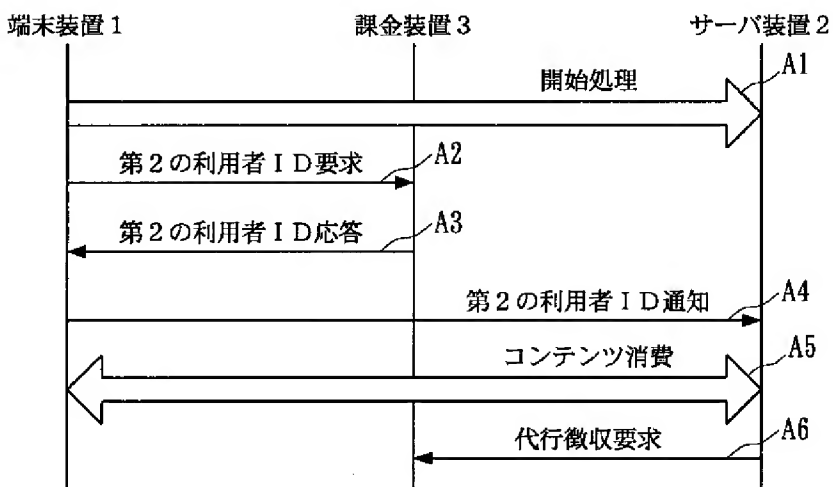 端末装置1 課金装置3 サーバ装置2
開始処理 A1
第2の利用者ID要求 A2
第2の利用者ID応答 A3
第2の利用者ID通知 A4
コンテンツ消費 A5
代行徴収要求 A6